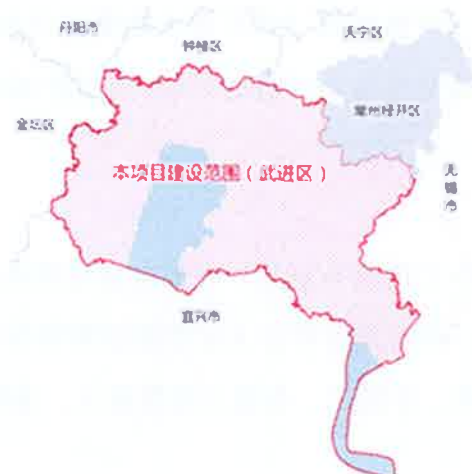 丹阳市
钟楼区
天宁区
金坛区
常州经开区
本项目建设范围（武进区）
无锡市
宜兴市